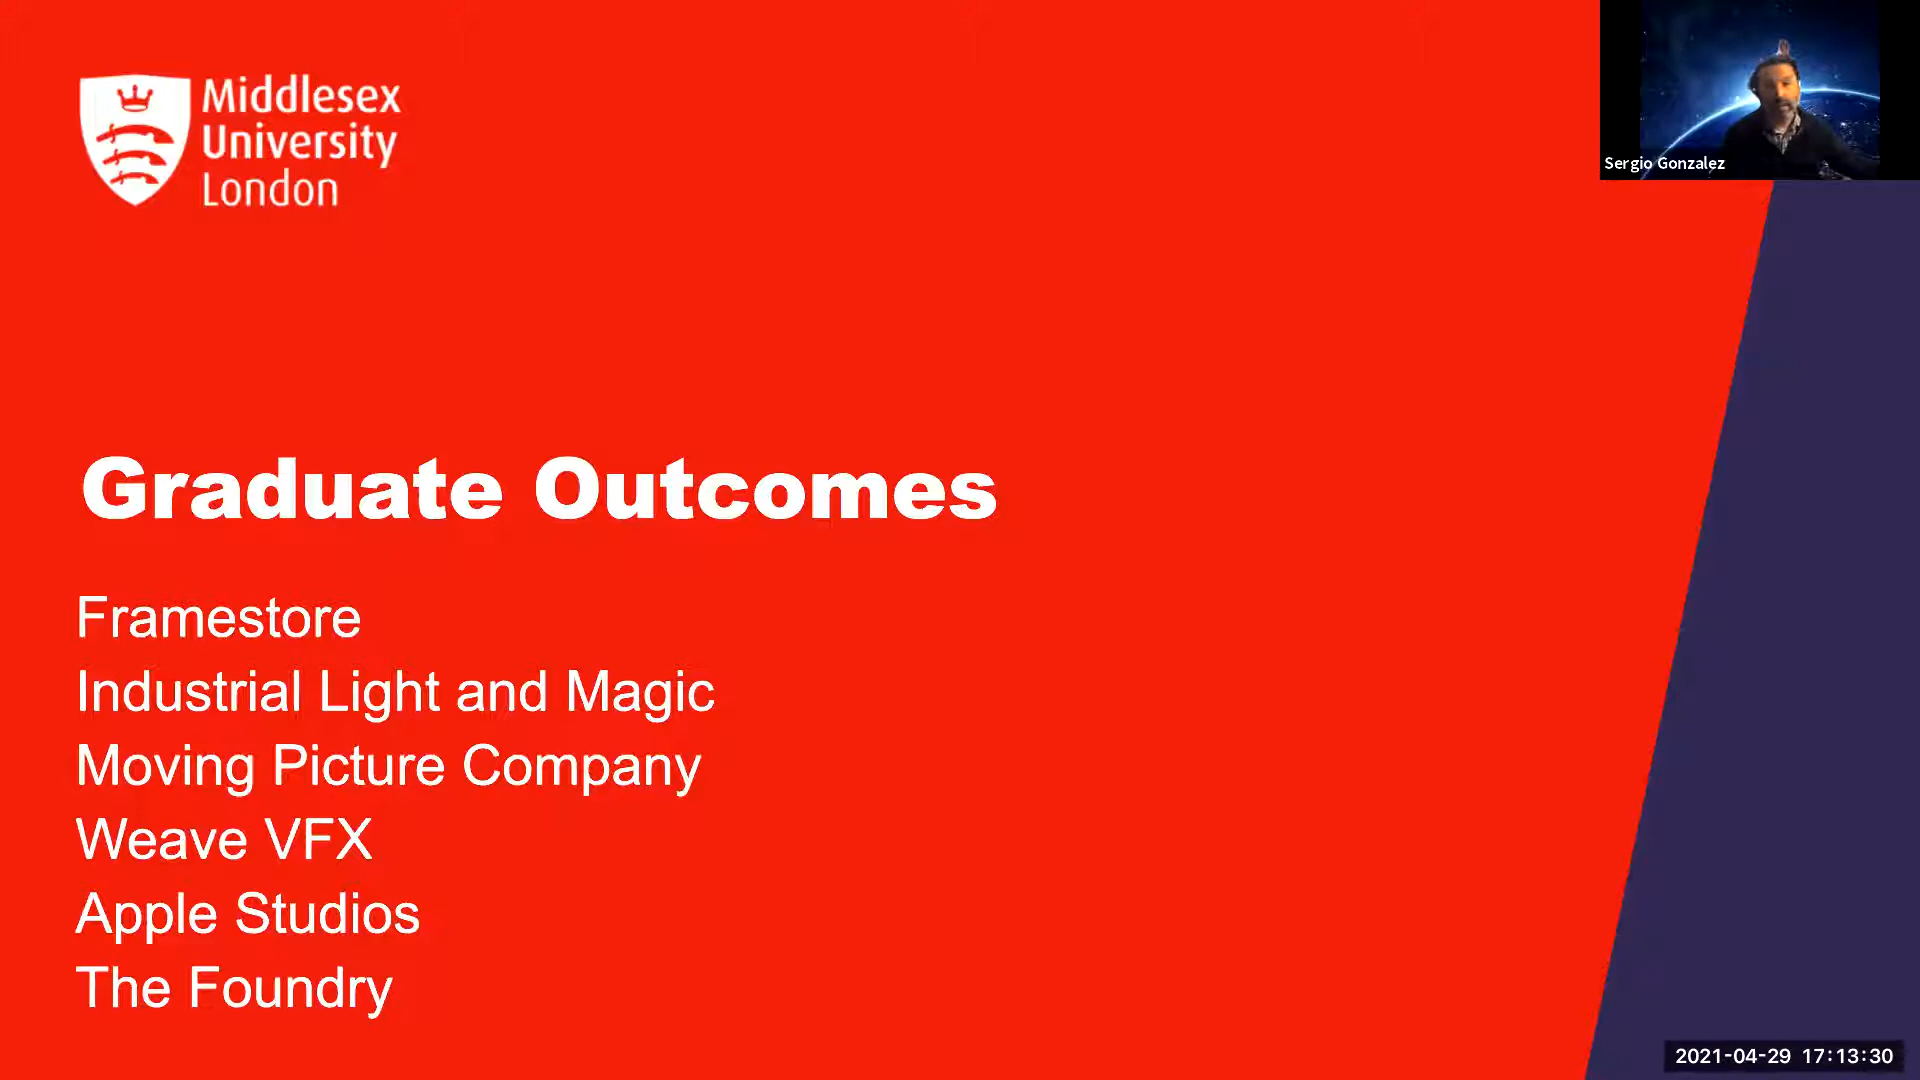 Middlesex
University
London
Sergio Gonzalez
Graduate Outcomes
Framestore
Industrial Light and Magic
Moving Picture Company
Weave VFX
Apple Studios
The Foundry
2021-04-29 17:13:30